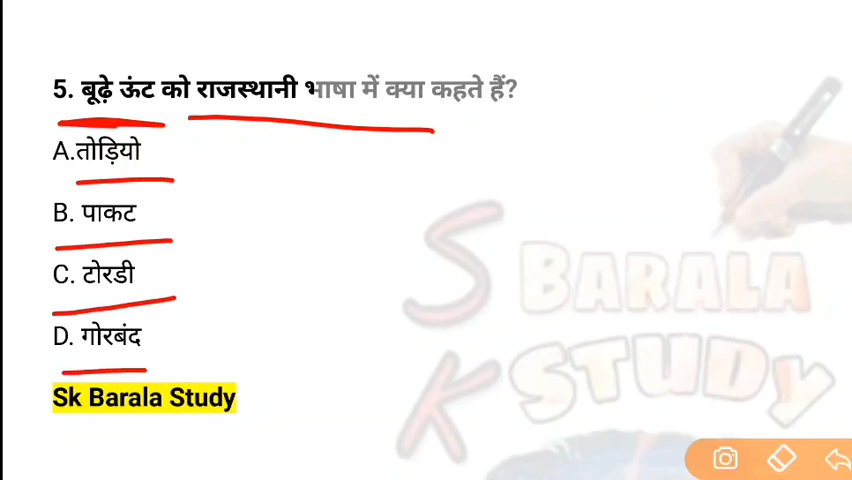 5. बूढ़े ऊंट को राजस्थानी भाषा में क्या कहते हैं?
A.तोड़ियो
B. पाकट
C. टोरडी
D. गोरबंद
Sk Barala Study
S BARALA
K STUDY